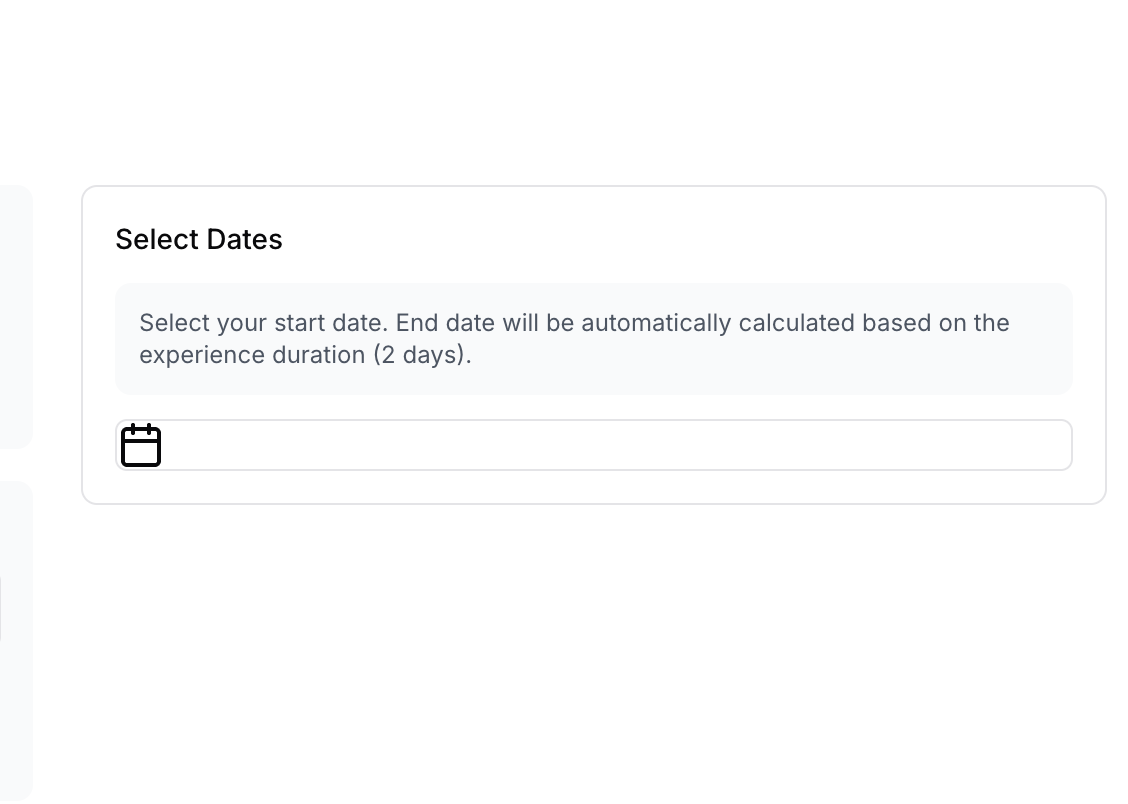 Select Dates
Select your start date. End date will be automatically calculated based on the
experience duration (2 days).